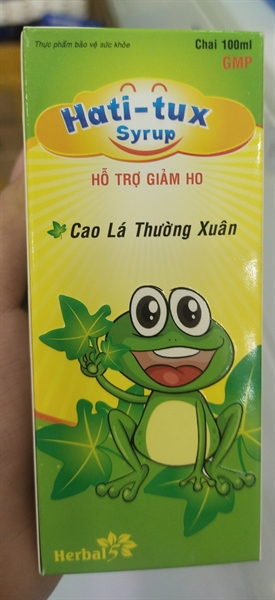 Thực phẩm bảo vệ sức khỏe
Chai 100ml
GMP
Hati-tux
Syrup
HỖ TRỢ GIẢM HO
Cao Lá Thường Xuân
Herbal